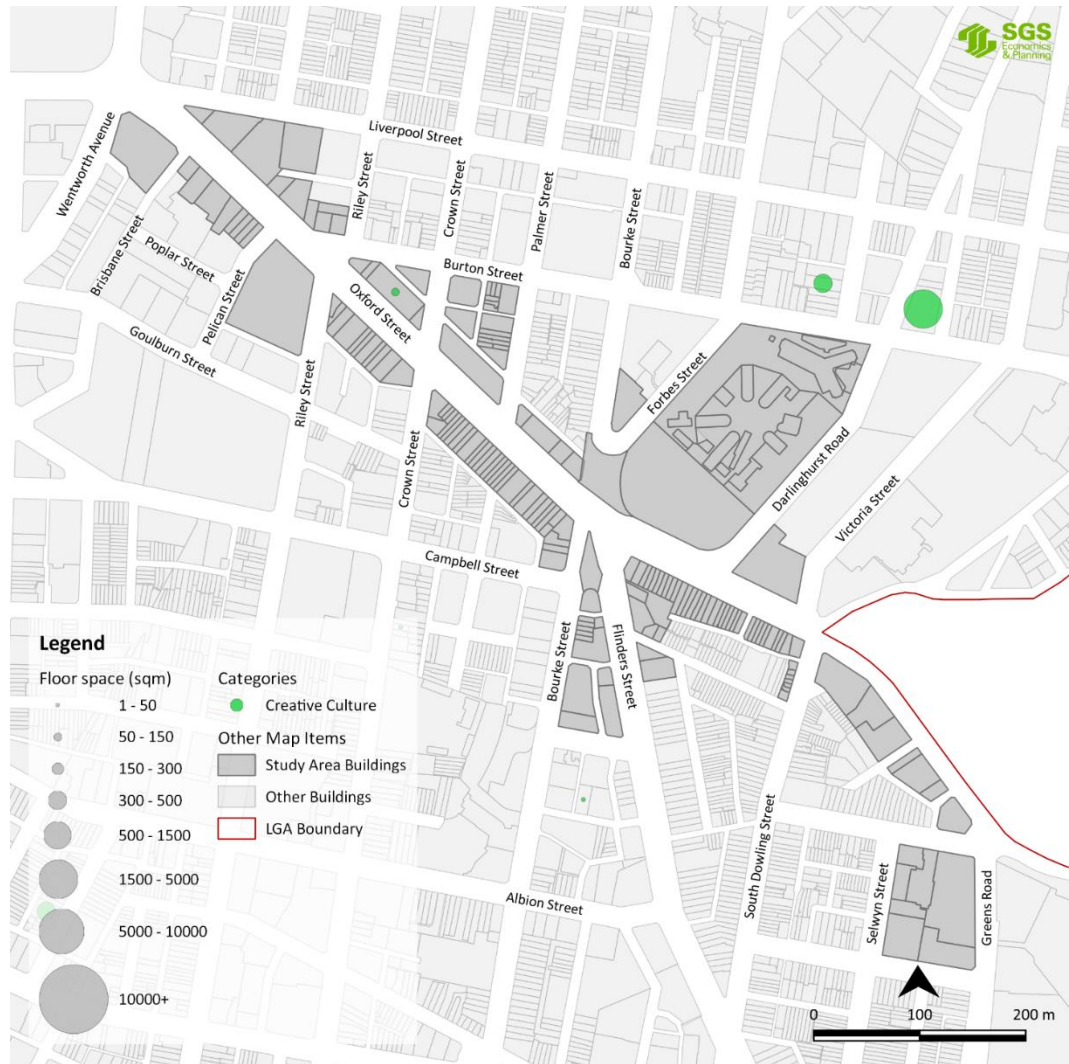 SGS
Economics
& Planning
Liverpool Street
Wentworth Avenue
Riley Street
Crown Street
Palmer Street
Bourke Street
Brisbane Street
Poplar Street
Pelican Street
Burton Street
Oxford Street
Goulburn Street
Riley Street
Forbes Street
Crown Street
Darlinghurst Road
Victoria Street
Campbell Street
Bourke Street
Flinders Street
South Dowling Street
Albion Street
Selwyn Street
Greens Road
Legend
Floor space (sqm)
1 - 50
50 - 150
150 - 300
300 - 500
500 - 1500
1500 - 5000
5000 - 10000
10000+
Categories
Creative Culture
Other Map Items
Study Area Buildings
Other Buildings
LGA Boundary
0 100 200 m